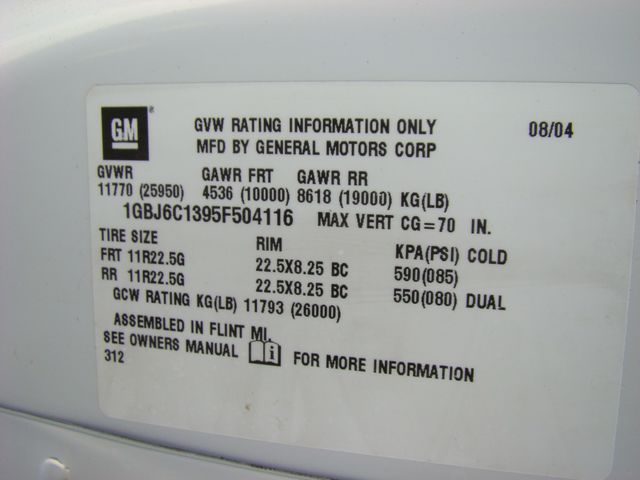 GM
®
GVW RATING INFORMATION ONLY 08/04
MFD BY GENERAL MOTORS CORP
GVWR GAWR FRT GAWR RR
11770 (25950) 4536 (10000) 8618 (19000) KG(LB)
1GBJ6C1395F504116 MAX VERT CG=70 IN.
TIRE SIZE RIM KPA(PSI) COLD
FRT 11R22.5G 22.5X8.25 BC 590(085)
RR 11R22.5G 22.5X8.25 BC 550(080) DUAL
GCW RATING KG(LB) 11793 (26000)
ASSEMBLED IN FLINT MI.
SEE OWNERS MANUAL i FOR MORE INFORMATION
312